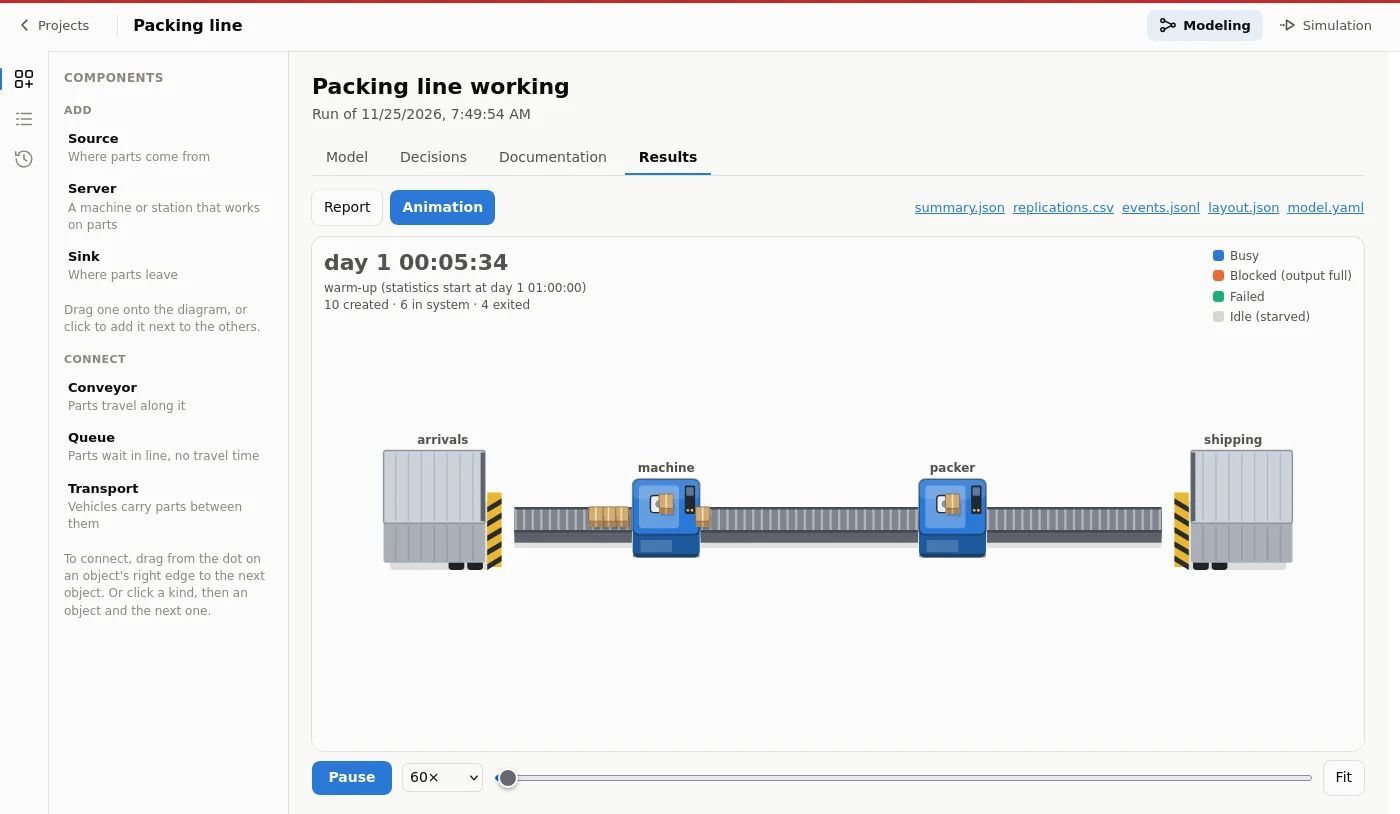 Projects
Packing line
Modeling
Simulation
COMPONENTS
ADD
Source
Where parts come from
Server
A machine or station that works
on parts
Sink
Where parts leave
Drag one onto the diagram, or
click to add it next to the others.
CONNECT
Conveyor
Parts travel along it
Queue
Parts wait in line, no travel time
Transport
Vehicles carry parts between
them
To connect, drag from the dot on
an object's right edge to the next
object. Or click a kind, then an
object and the next one.
Packing line working
Run of 11/25/2026, 7:49:54 AM
Model
Decisions
Documentation
Results
Report
Animation
summary.json
replications.csv
events.jsonl
layout.json
model.yaml
day 1 00:05:34
warm-up (statistics start at day 1 01:00:00)
10 created · 6 in system · 4 exited
Busy
Blocked (output full)
Failed
Idle (starved)
arrivals
machine
packer
shipping
Pause
60×
Fit